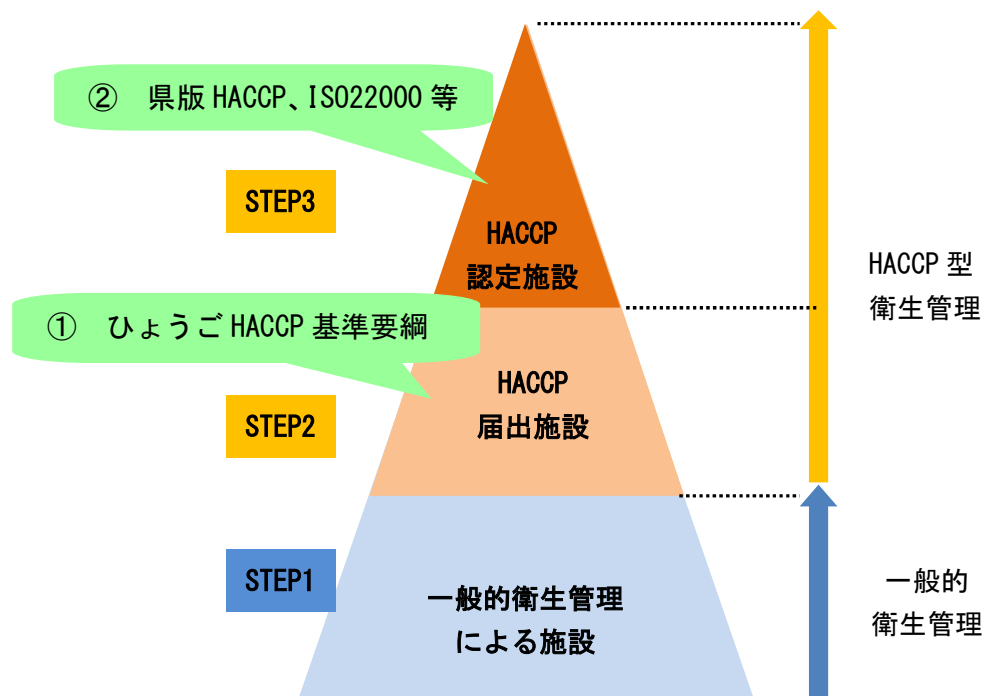 ② 県版 HACCP、ISO22000 等
STEP3
HACCP
認定施設
HACCP 型
衛生管理
① ひょうご HACCP 基準要綱
HACCP
届出施設
STEP2
STEP1
一般的衛生管理
による施設
一般的
衛生管理